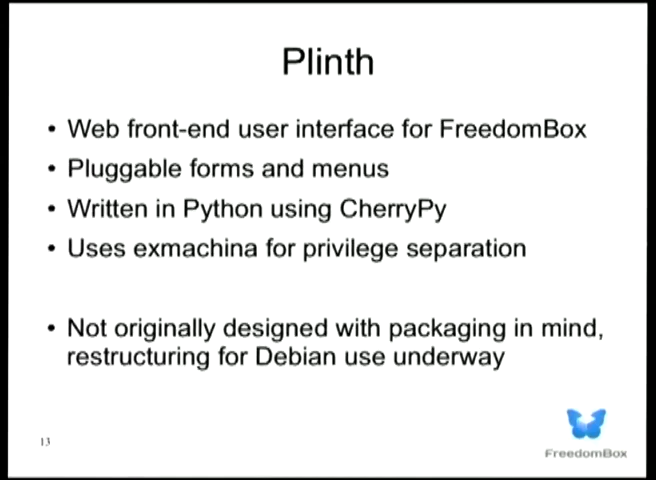 Plinth
• Web front-end user interface for FreedomBox
• Pluggable forms and menus
• Written in Python using CherryPy
• Uses exmachina for privilege separation
• Not originally designed with packaging in mind,
restructuring for Debian use underway
13
FreedomBox